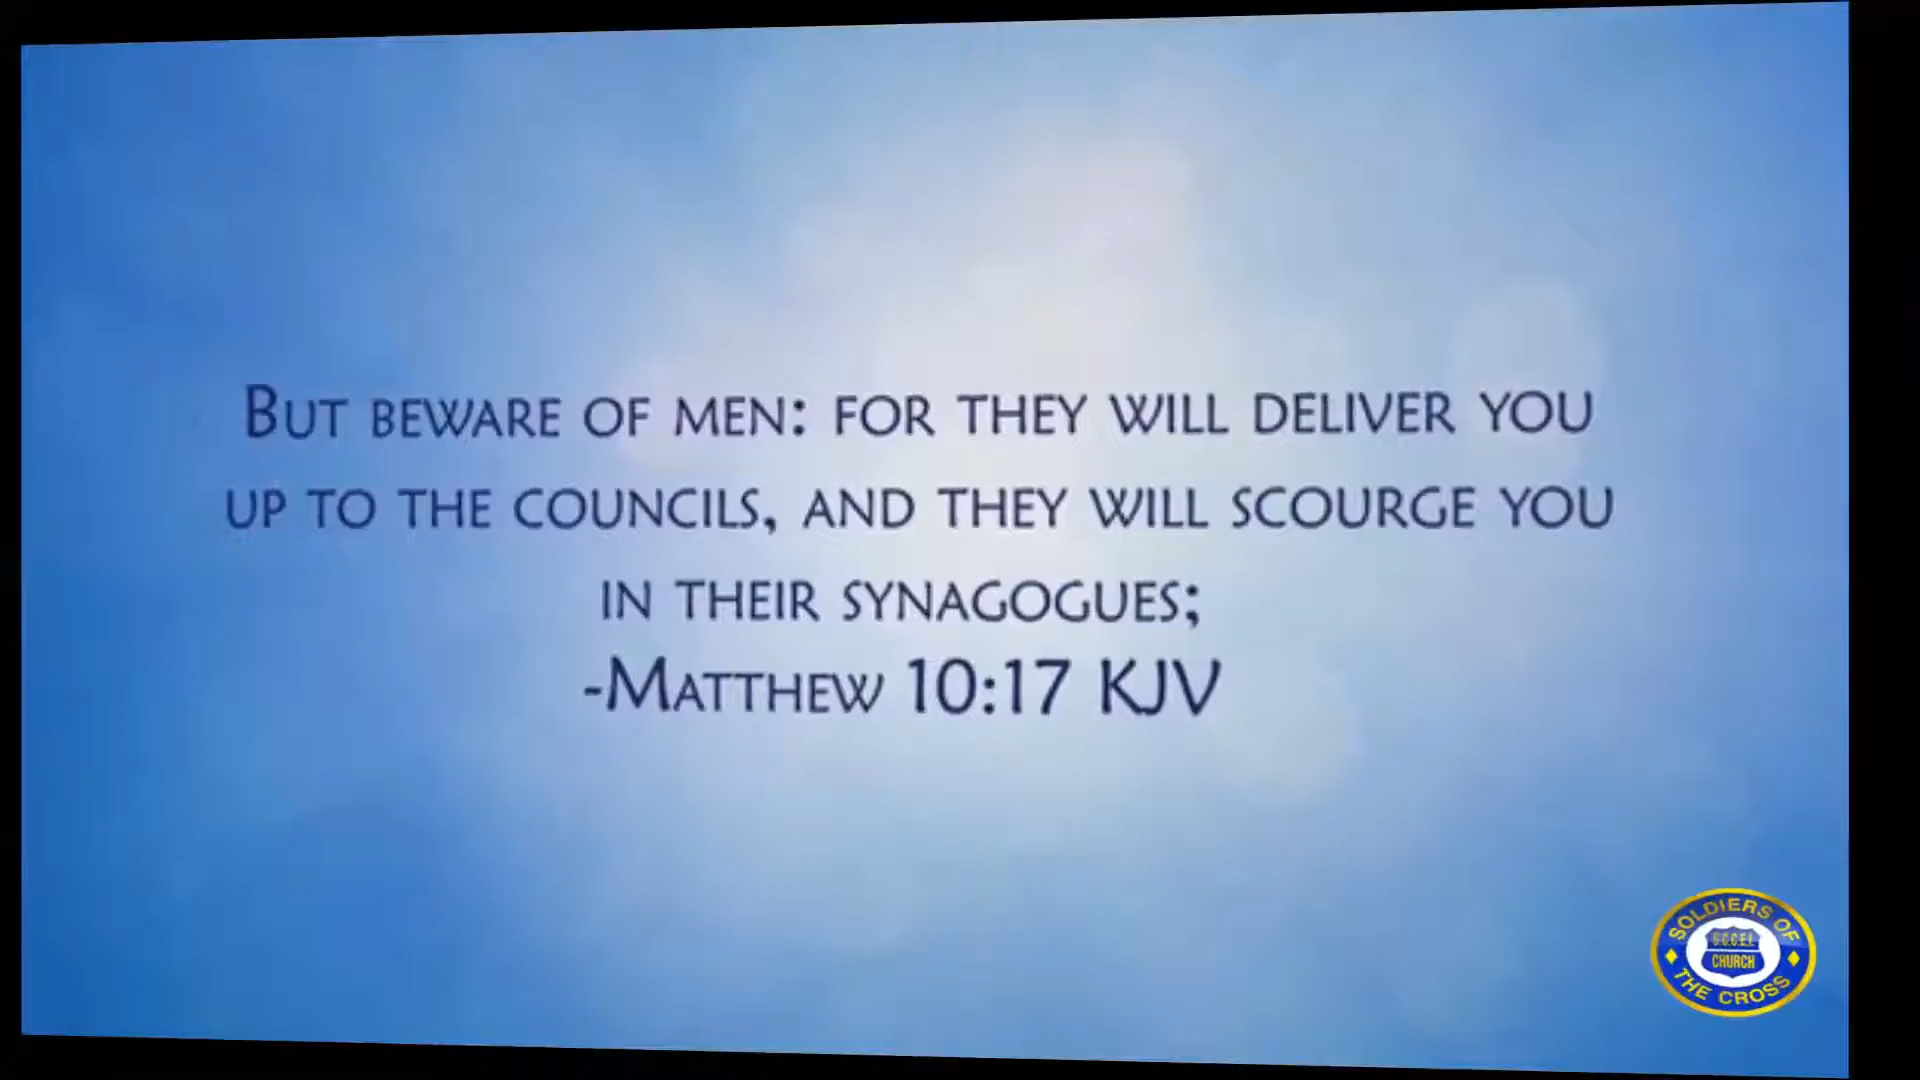 But beware of men: for they will deliver you
up to the councils, and they will scourge you
in their synagogues;
-Matthew 10:17 KJV
SOLDIERS OF
CHURCH
THE CROSS